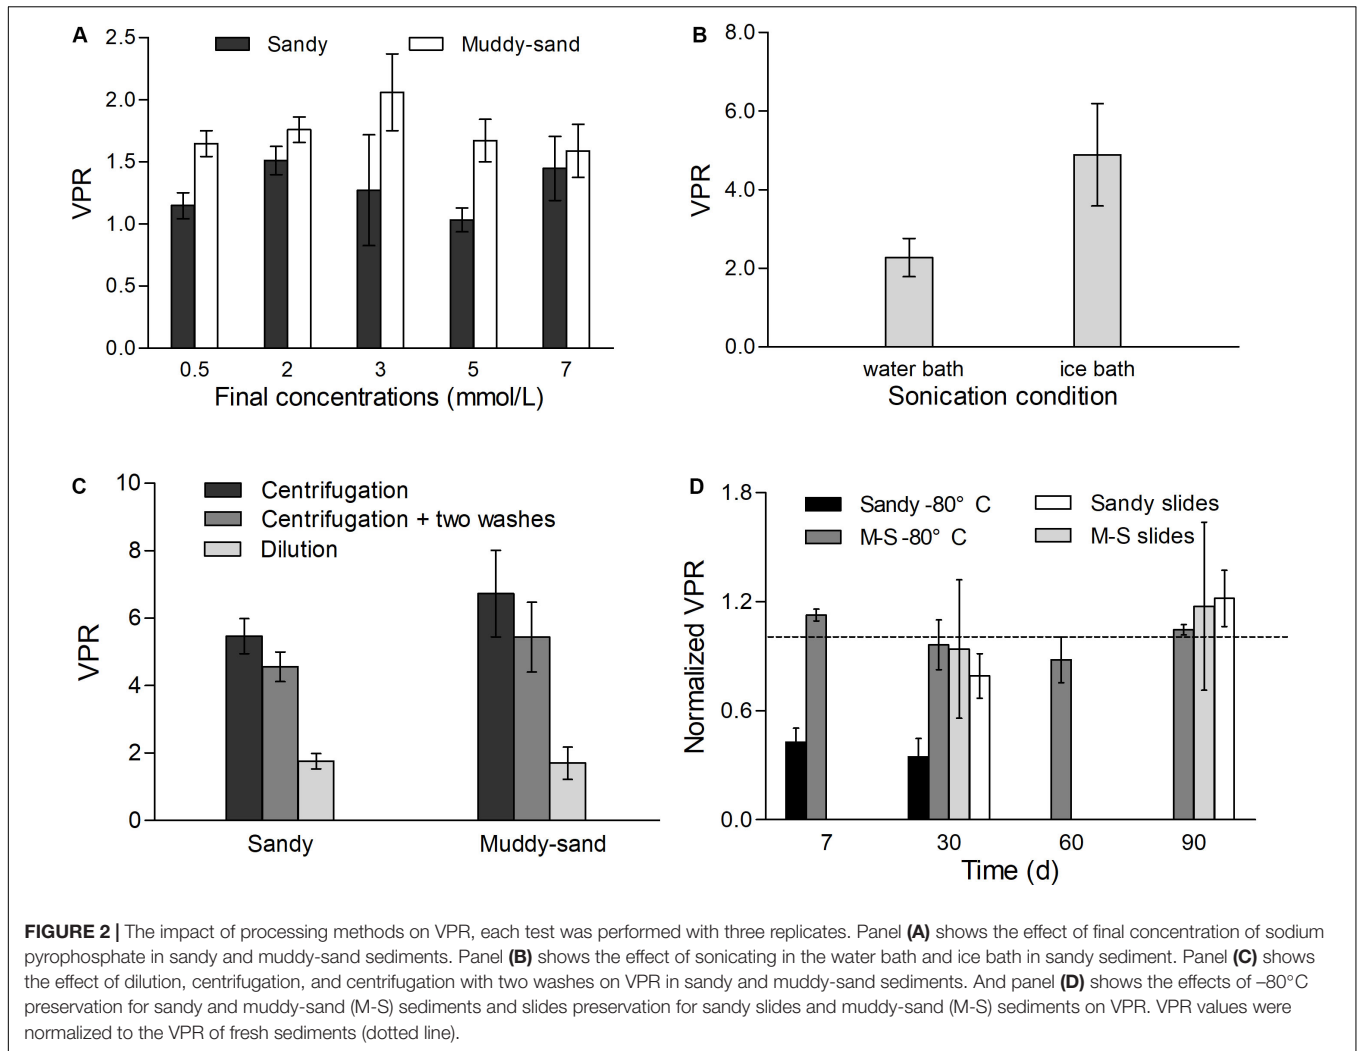 A
2.5
Sandy
Muddy-sand
2.0
1.5
1.0
0.5
0.0
VPR
0.5 2 3 5 7
Final concentrations (mmol/L)
B
8.0
6.0
4.0
2.0
0.0
VPR
water bath ice bath
Sonication condition
C
10
8
6
4
2
0
VPR
Centrifugation
Centrifugation + two washes
Dilution
Sandy Muddy-sand
D
1.8
1.2
0.6
0.0
Normalized VPR
Sandy -80° C Sandy slides
M-S -80° C M-S slides
7 30 60 90
Time (d)
FIGURE 2 | The impact of processing methods on VPR, each test was performed with three replicates. Panel (A) shows the effect of final concentration of sodium
pyrophosphate in sandy and muddy-sand sediments. Panel (B) shows the effect of sonicating in the water bath and ice bath in sandy sediment. Panel (C) shows
the effect of dilution, centrifugation, and centrifugation with two washes on VPR in sandy and muddy-sand sediments. And panel (D) shows the effects of –80°C
preservation for sandy and muddy-sand (M-S) sediments and slides preservation for sandy slides and muddy-sand (M-S) sediments on VPR. VPR values were
normalized to the VPR of fresh sediments (dotted line).